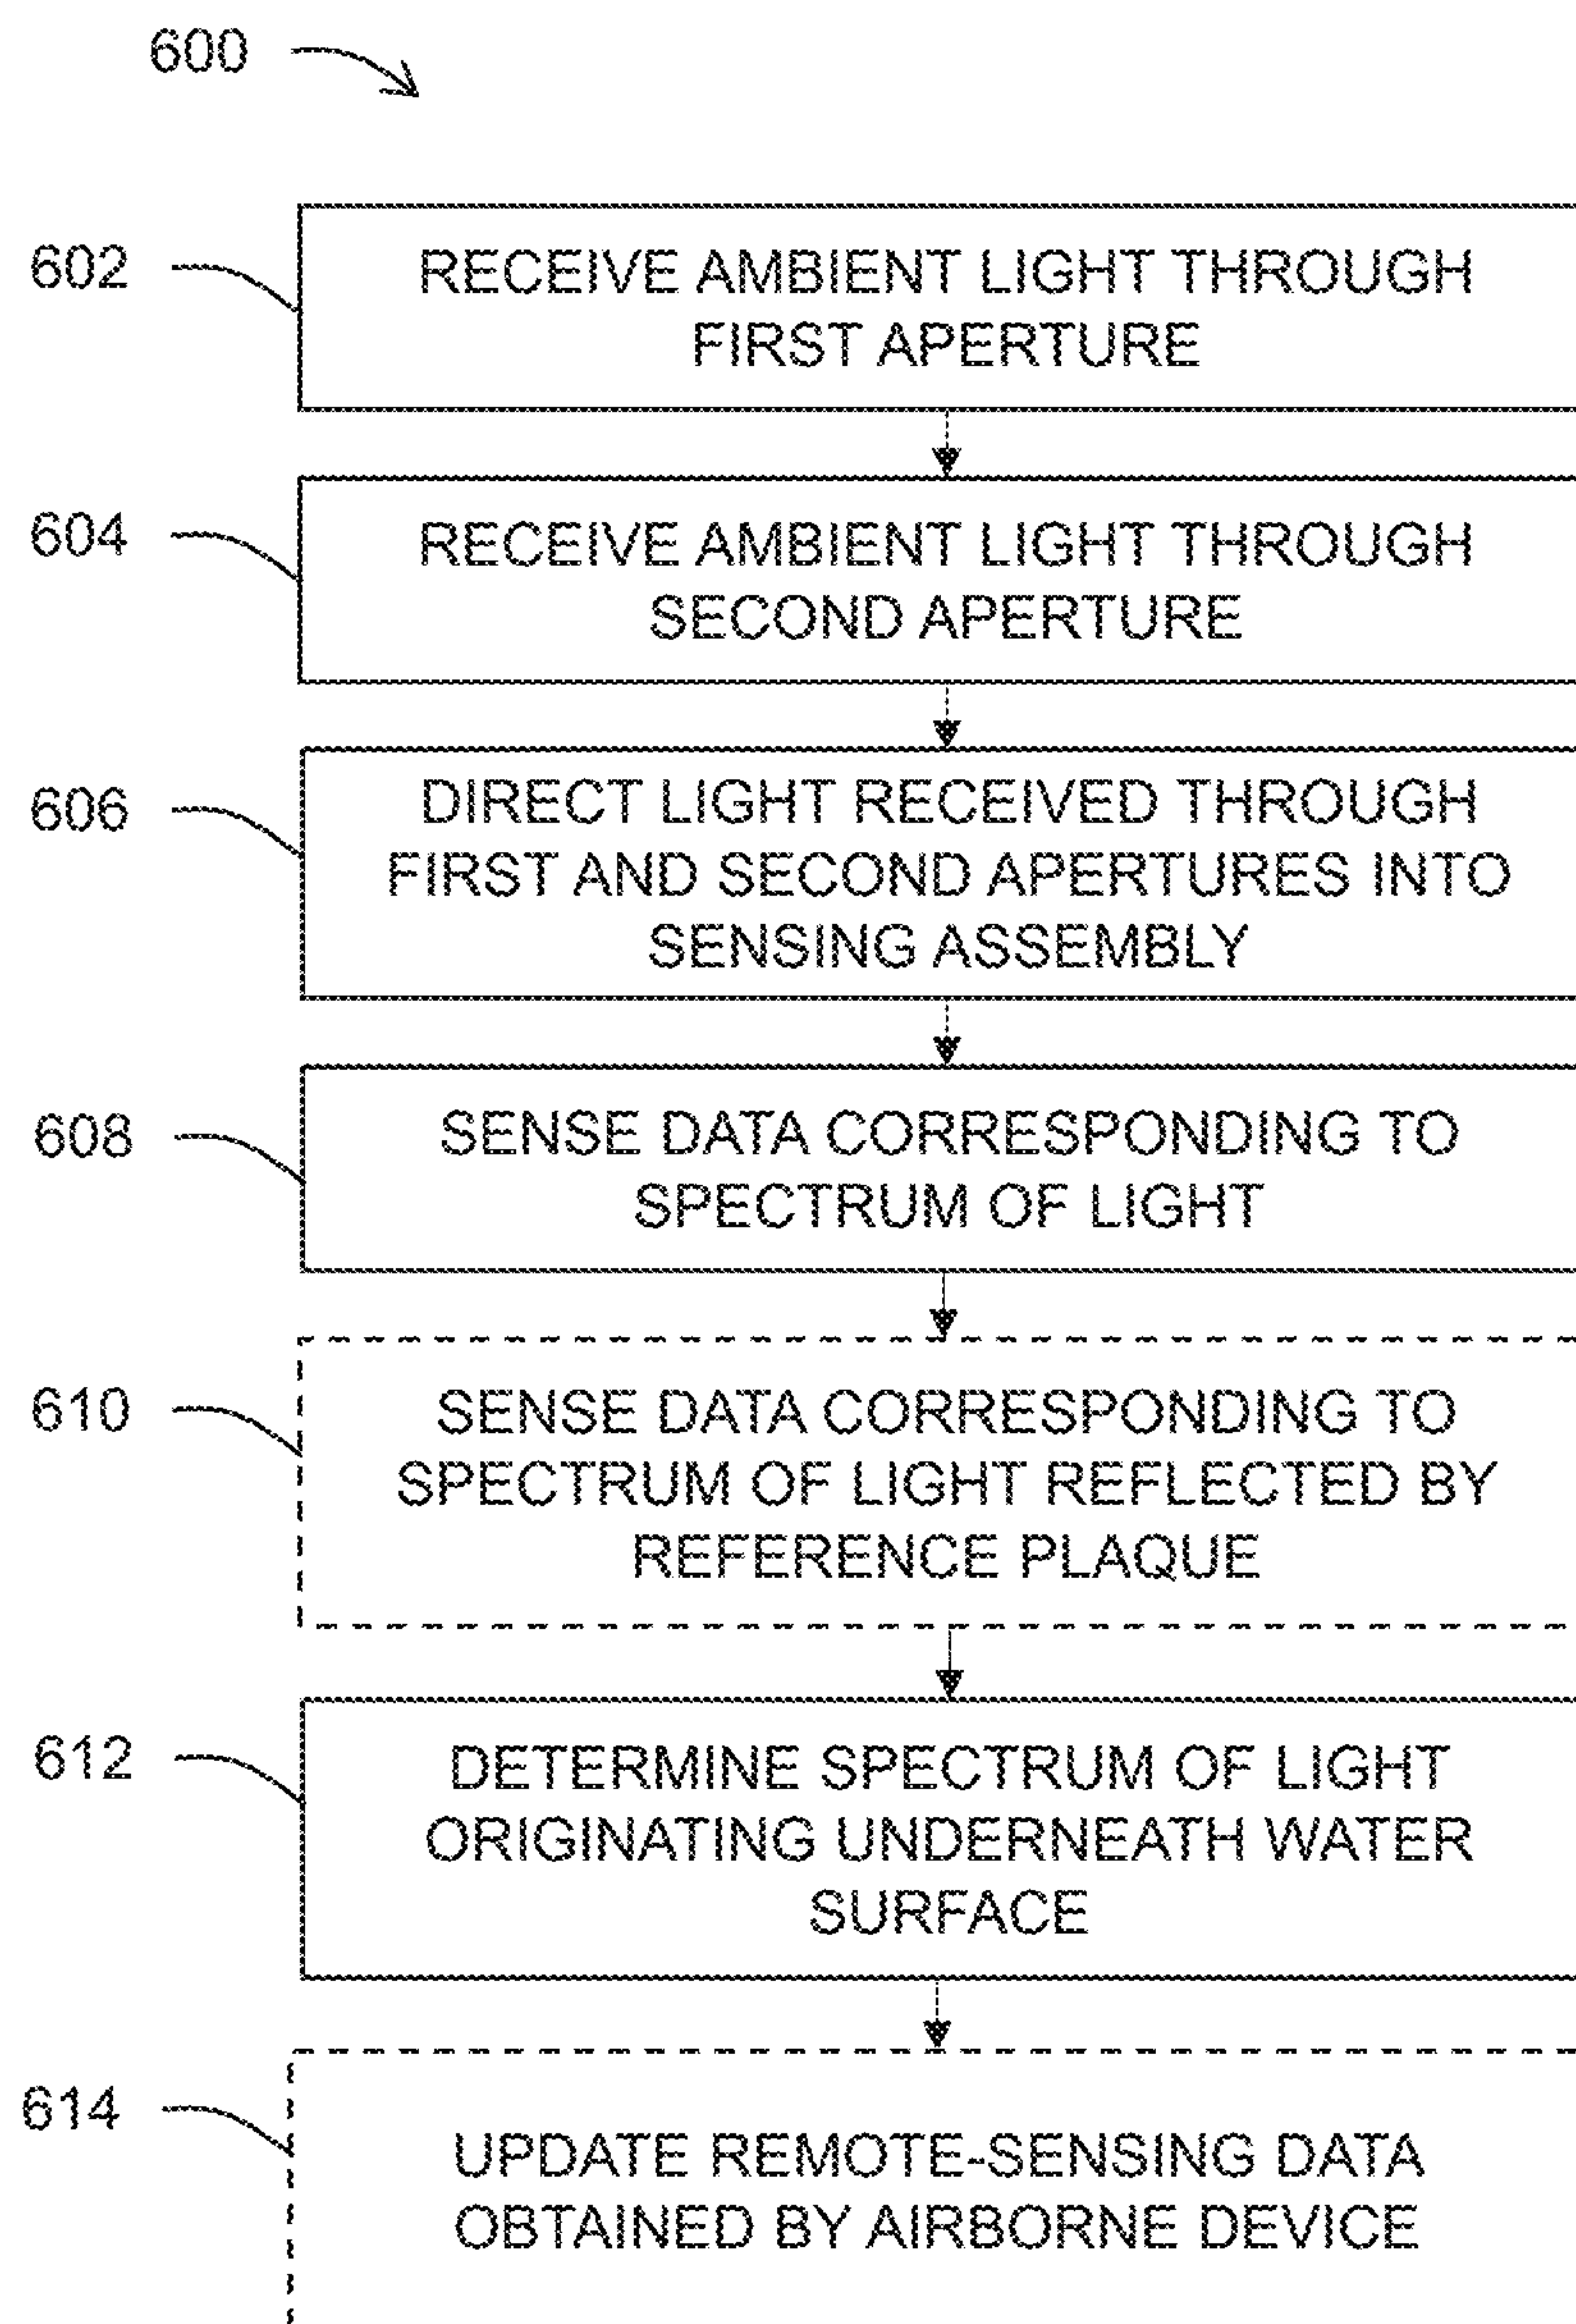 600
602
RECEIVE AMBIENT LIGHT THROUGH
FIRST APERTURE
604
RECEIVE AMBIENT LIGHT THROUGH
SECOND APERTURE
606
DIRECT LIGHT RECEIVED THROUGH
FIRST AND SECOND APERTURES INTO
SENSING ASSEMBLY
608
SENSE DATA CORRESPONDING TO
SPECTRUM OF LIGHT
610
SENSE DATA CORRESPONDING TO
SPECTRUM OF LIGHT REFLECTED BY
REFERENCE PLAQUE
612
DETERMINE SPECTRUM OF LIGHT
ORIGINATING UNDERNEATH WATER
SURFACE
614
UPDATE REMOTE-SENSING DATA
OBTAINED BY AIRBORNE DEVICE